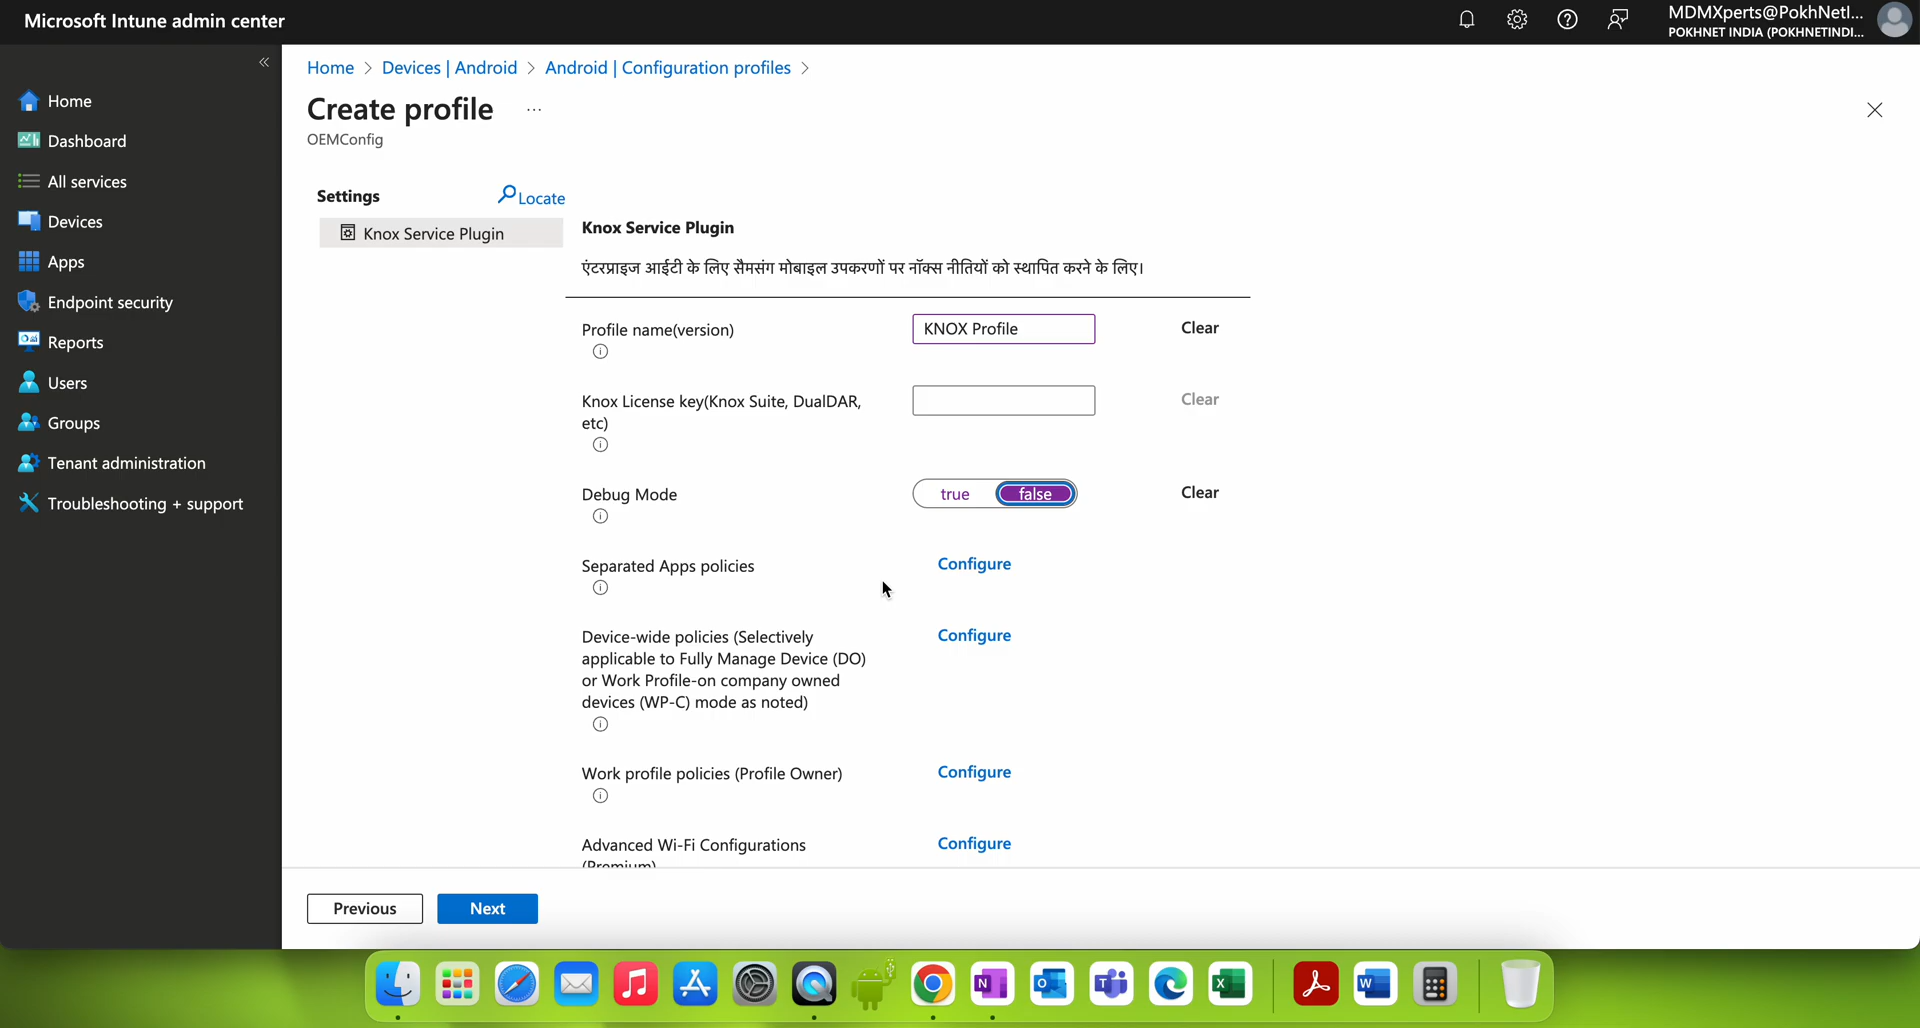 Microsoft Intune admin center
MDMXperts@PokhNetI...
POKHNET INDIA (POKHNETINDI...
Home > Devices | Android > Android | Configuration profiles >
Create profile ...
OEMConfig
Home
Dashboard
All services
Devices
Apps
Endpoint security
Reports
Users
Groups
Tenant administration
Troubleshooting + support
Settings
Locate
Knox Service Plugin
Knox Service Plugin
एंटरप्राइज आईटी के लिए सैमसंग मोबाइल उपकरणों पर नॉक्स नीतियों को स्थापित करने के लिए।
Profile name(version)
KNOX Profile
Clear
Knox License key(Knox Suite, DualDAR,
etc)
Clear
Debug Mode
true false
Clear
Separated Apps policies
Configure
Device-wide policies (Selectively
applicable to Fully Manage Device (DO)
or Work Profile-on company owned
devices (WP-C) mode as noted)
Configure
Work profile policies (Profile Owner)
Configure
Advanced Wi-Fi Configurations
(Premium)
Configure
Previous
Next